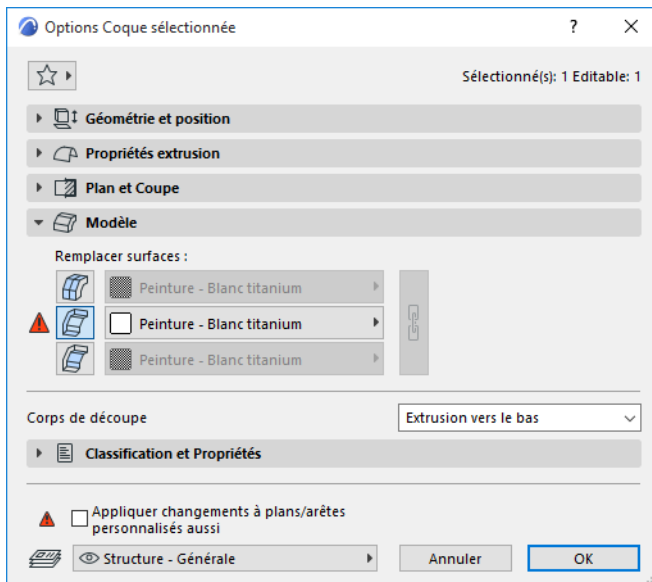 Options Coque sélectionnée
?
Sélectionné(s): 1 Editable: 1
Géométrie et position
Propriétés extrusion
Plan et Coupe
Modèle
Remplacer surfaces :
Peinture - Blanc titanium
Peinture - Blanc titanium
Peinture - Blanc titanium
Corps de découpe
Extrusion vers le bas
Classification et Propriétés
Appliquer changements à plans/arêtes
personnalisés aussi
Structure - Générale
Annuler
OK